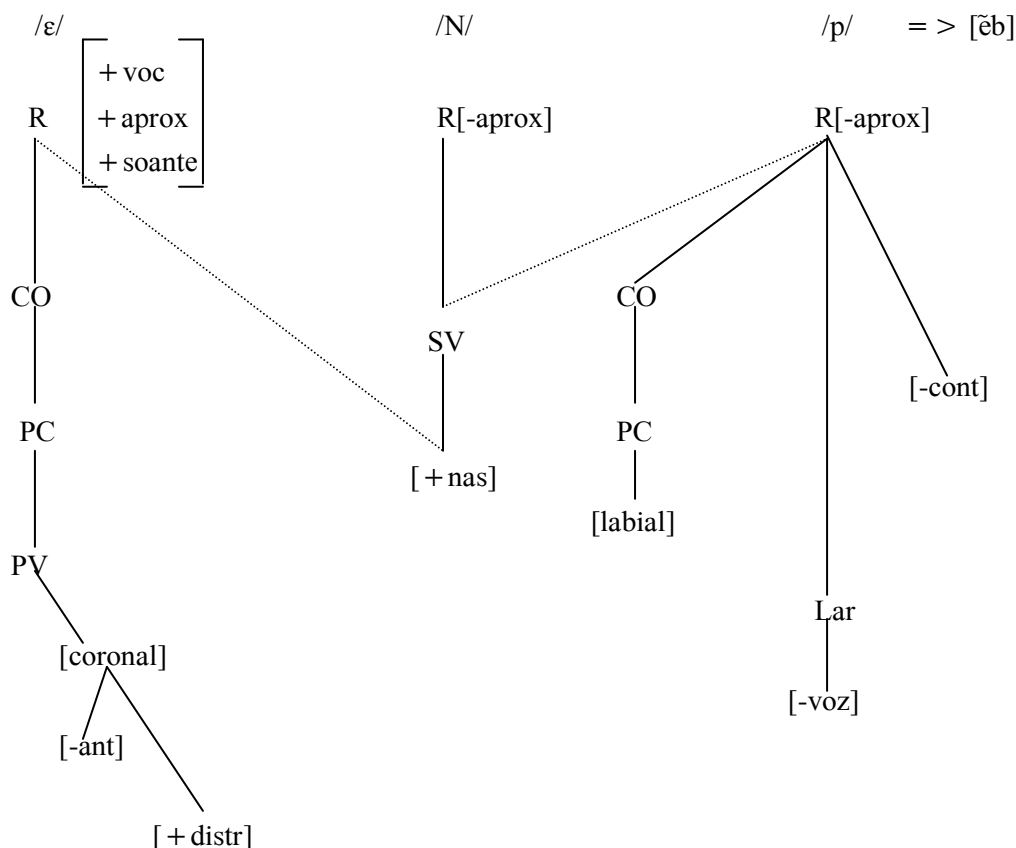 /ε/ /N/ /p/ => [ẽb]
+voc
R +aprox R[-aprox] R[-aprox]
+soante
CO CO
SV
[-cont]
PC PC
[+nas]
[labial]
PV
Lar
[coronal]
[-voz]
[-ant]
[+distr]